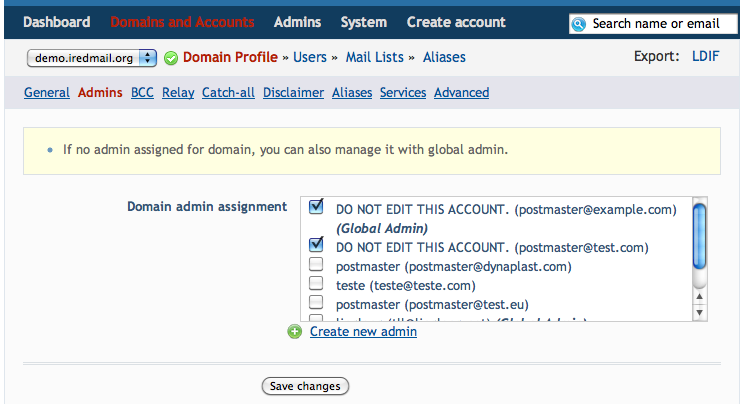 Dashboard Domains and Accounts Admins System Create account Search name or email
demo.iredmail.org Domain Profile » Users » Mail Lists » Aliases Export: LDIF
General Admins BCC Relay Catch-all Disclaimer Aliases Services Advanced
• If no admin assigned for domain, you can also manage it with global admin.
Domain admin assignment DO NOT EDIT THIS ACCOUNT. (postmaster@example.com)
(Global Admin)
DO NOT EDIT THIS ACCOUNT. (postmaster@test.com)
postmaster (postmaster@dynaplast.com)
teste (teste@teste.com)
postmaster (postmaster@test.eu)
(Global Admin)
Create new admin
Save changes